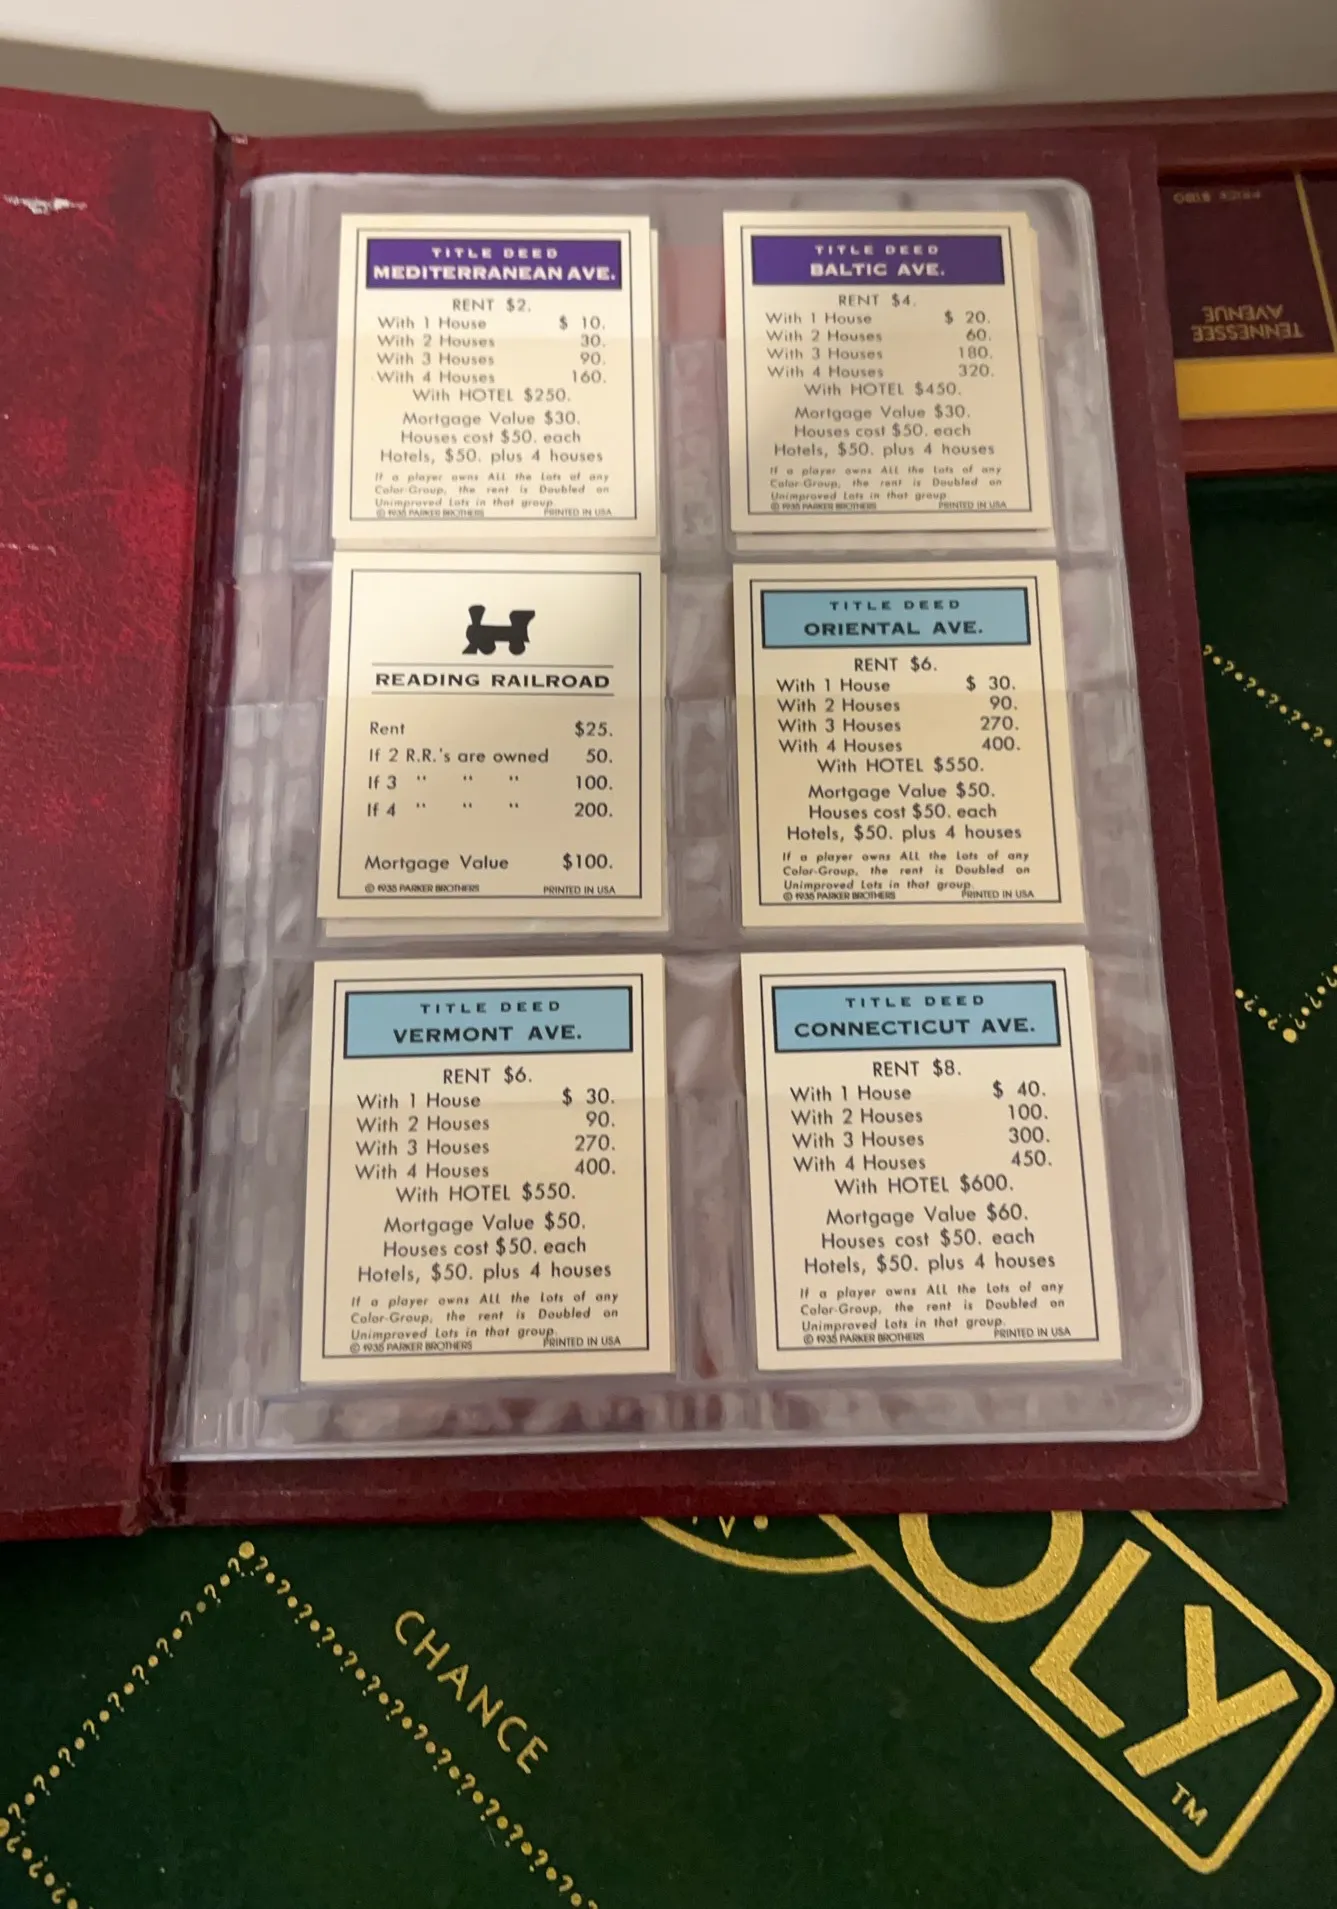 TITLE DEED
MEDITERRANEAN AVE.
RENT $2.
With 1 House $ 10.
With 2 Houses 30.
With 3 Houses 90.
With 4 Houses 160.
With HOTEL $250.
Mortgage Value $30.
Houses cost $50. each
Hotels, $50. plus 4 houses
If a player owns ALL the Lots of any
Color-Group, the rent is Doubled on
Unimproved Lots in that group
© 1935 PARKER BROTHERS PRINTED IN USA
TITLE DEED
BALTIC AVE.
RENT $4.
With 1 House $ 20.
With 2 Houses 60.
With 3 Houses 180.
With 4 Houses 320.
With HOTEL $450.
Mortgage Value $30.
Houses cost $50. each
Hotels, $50. plus 4 houses
If a player owns ALL the Lots of any
Color-Group, the rent is Doubled on
Unimproved Lots in that group
© 1935 PARKER BROTHERS PRINTED IN USA
PRICE $180
TENNESSEE
AVENUE
READING RAILROAD
Rent $25.
If 2 R.R.'s are owned 50.
If 3 " " " 100.
If 4 " " " 200.
Mortgage Value $100.
© 1935 PARKER BROTHERS PRINTED IN USA
TITLE DEED
ORIENTAL AVE.
RENT $6.
With 1 House $ 30.
With 2 Houses 90.
With 3 Houses 270.
With 4 Houses 400.
With HOTEL $550.
Mortgage Value $50.
Houses cost $50. each
Hotels, $50. plus 4 houses
If a player owns ALL the Lots of any
Color-Group, the rent is Doubled on
Unimproved Lots in that group.
© 1935 PARKER BROTHERS PRINTED IN USA
TITLE DEED
VERMONT AVE.
RENT $6.
With 1 House $ 30.
With 2 Houses 90.
With 3 Houses 270.
With 4 Houses 400.
With HOTEL $550.
Mortgage Value $50.
Houses cost $50. each
Hotels, $50. plus 4 houses
If a player owns ALL the Lots of any
Color-Group, the rent is Doubled on
Unimproved Lots in that group.
© 1935 PARKER BROTHERS PRINTED IN USA
TITLE DEED
CONNECTICUT AVE.
RENT $8.
With 1 House $ 40.
With 2 Houses 100.
With 3 Houses 300.
With 4 Houses 450.
With HOTEL $600.
Mortgage Value $60.
Houses cost $50. each
Hotels, $50. plus 4 houses
If a player owns ALL the Lots of any
Color-Group, the rent is Doubled on
Unimproved Lots in that group.
© 1935 PARKER BROTHERS PRINTED IN USA
CHANCE
OLY
TM